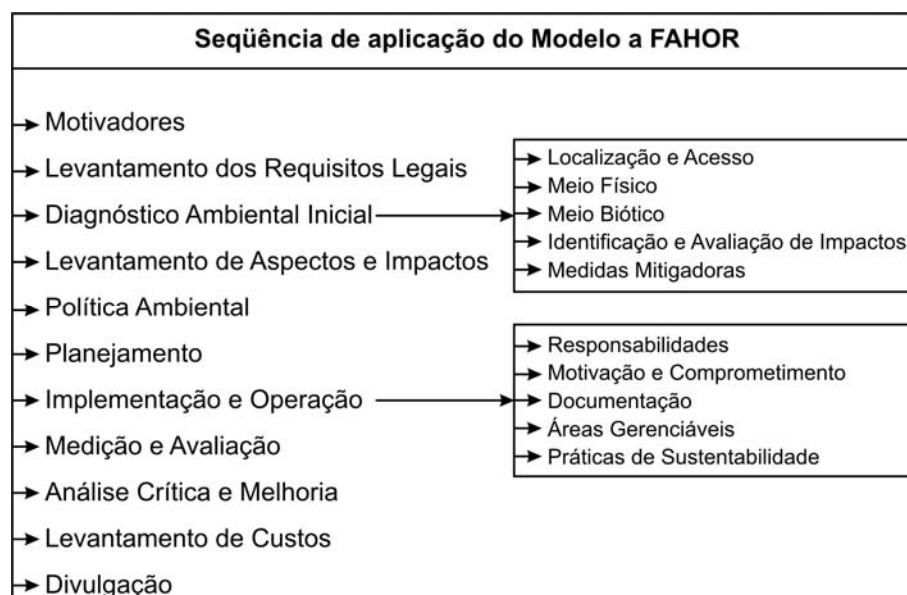 Seqüência de aplicação do Modelo a FAHOR
Motivadores
Levantamento dos Requisitos Legais
Diagnóstico Ambiental Inicial
Levantamento de Aspectos e Impactos
Política Ambiental
Planejamento
Implementação e Operação
Medição e Avaliação
Análise Crítica e Melhoria
Levantamento de Custos
Divulgação
Localização e Acesso
Meio Físico
Meio Biótico
Identificação e Avaliação de Impactos
Medidas Mitigadoras
Responsabilidades
Motivação e Comprometimento
Documentação
Áreas Gerenciáveis
Práticas de Sustentabilidade